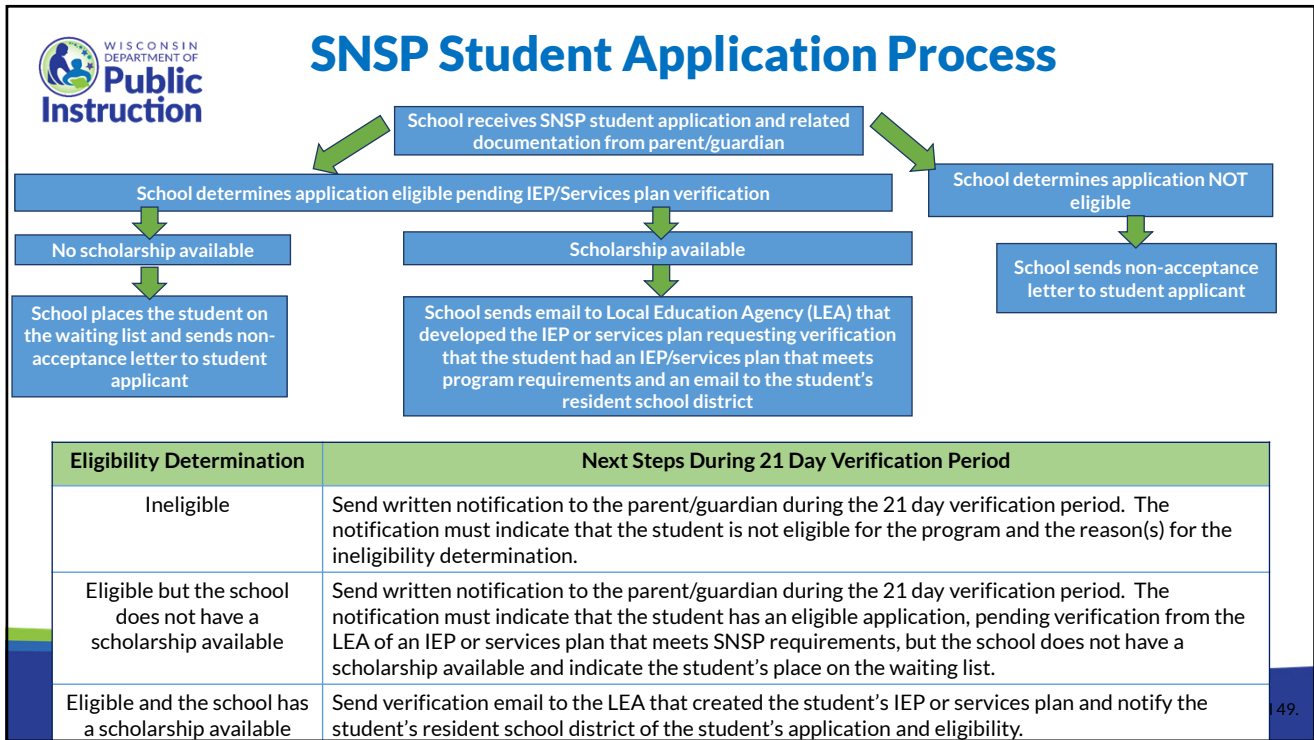 WISCONSIN
DEPARTMENT OF
Public
Instruction
SNSP Student Application Process
School receives SNSP student application and related
documentation from parent/guardian
School determines application eligible pending IEP/Services plan verification
School determines application NOT
eligible
No scholarship available
Scholarship available
School sends non-acceptance
letter to student applicant
School places the student on
the waiting list and sends non-
acceptance letter to student
applicant
School sends email to Local Education Agency (LEA) that
developed the IEP or services plan requesting verification
that the student had an IEP/services plan that meets
program requirements and an email to the student's
resident school district
Eligibility Determination
Next Steps During 21 Day Verification Period
Ineligible
Send written notification to the parent/guardian during the 21 day verification period. The
notification must indicate that the student is not eligible for the program and the reason(s) for the
ineligibility determination.
Eligible but the school
does not have a
scholarship available
Send written notification to the parent/guardian during the 21 day verification period. The
notification must indicate that the student has an eligible application, pending verification from the
LEA of an IEP or services plan that meets SNSP requirements, but the school does not have a
scholarship available and indicate the student's place on the waiting list.
Eligible and the school has
a scholarship available
Send verification email to the LEA that created the student's IEP or services plan and notify the
student's resident school district of the student's application and eligibility.
49.